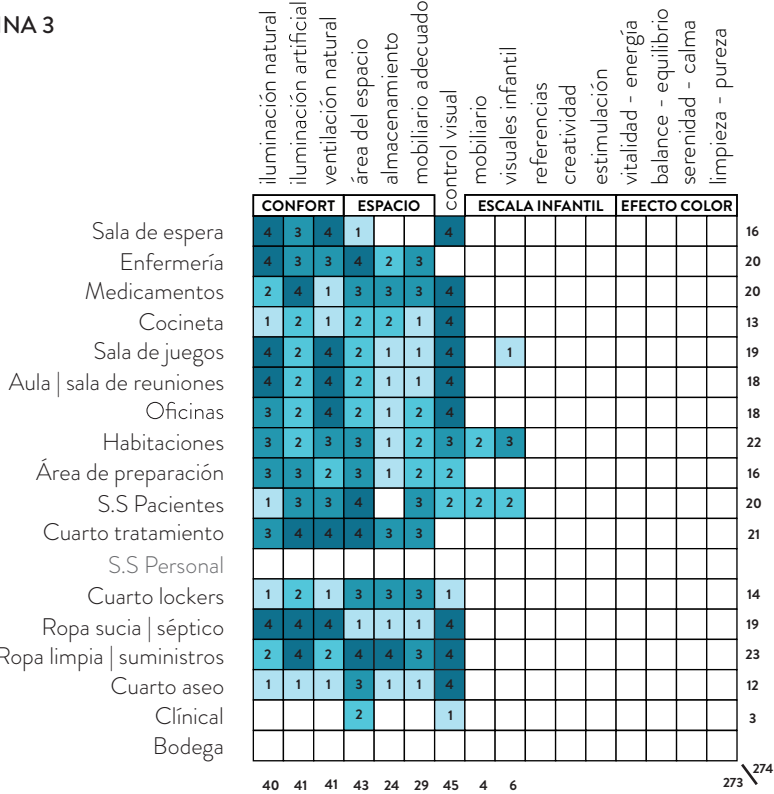 INA 3
iluminación natural
iluminación artificial
ventilación natural
área del espacio
almacenamiento
mobiliario adecuado
control visual
mobiliario
visuales infantil
referencias
creatividad
estimulación
vitalidad - energía
balance - equilibrio
serenidad - calma
limpieza - pureza
CONFORT ESPACIO ESCALA INFANTIL EFECTO COLOR
Sala de espera 4 3 4 1 4 16
Enfermería 4 3 3 4 2 3 20
Medicamentos 2 4 1 3 3 3 4 20
Cocineta 1 2 1 2 2 1 4 13
Sala de juegos 4 2 4 2 1 1 4 1 19
Aula | sala de reuniones 4 2 4 2 1 1 4 18
Oficinas 3 2 4 2 1 2 4 18
Habitaciones 3 2 3 3 1 2 3 2 3 22
Área de preparación 3 3 2 3 1 2 2 16
S.S Pacientes 1 3 3 4 3 2 2 2 20
Cuarto tratamiento 3 4 4 4 3 3 21
S.S Personal
Cuarto lockers 1 2 1 3 3 3 1 14
Ropa sucia | séptico 4 4 4 1 1 1 4 19
Ropa limpia | suministros 2 4 2 4 4 3 4 23
Cuarto aseo 1 1 1 3 1 1 4 12
Clínical 2 1 3
Bodega
40 41 41 43 24 29 45 4 6 273 \ 274